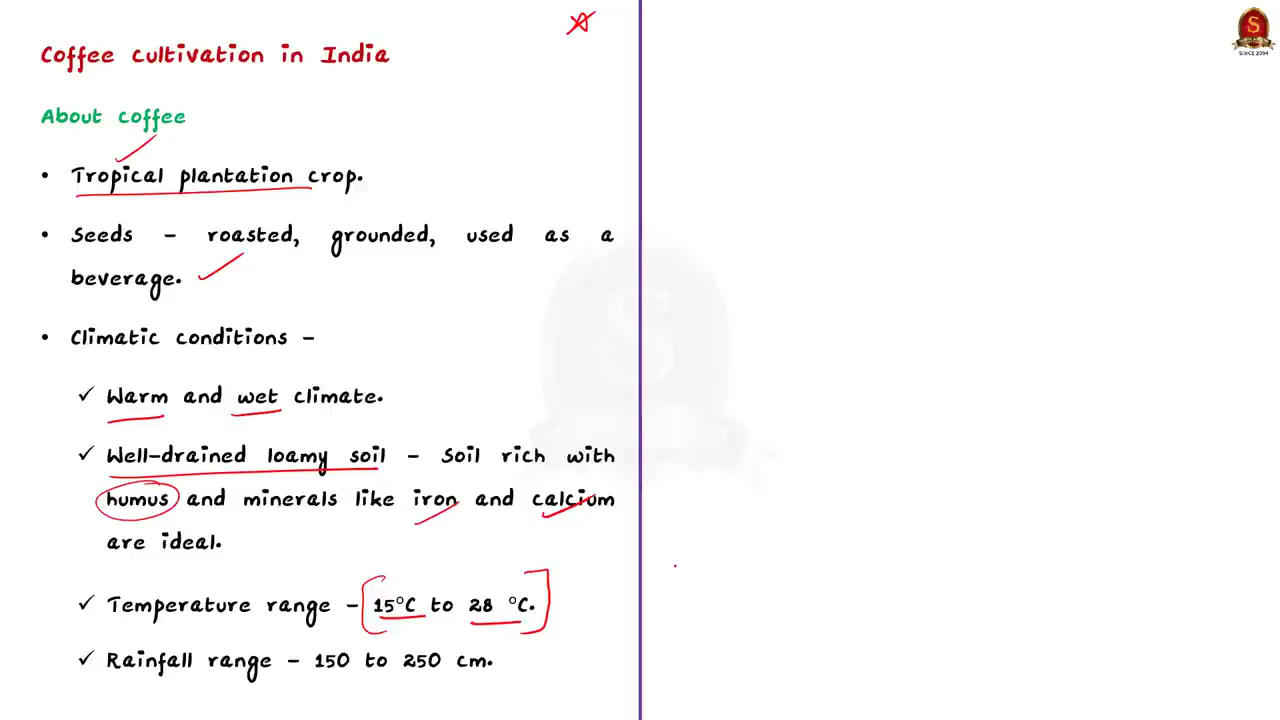 Coffee cultivation in India
About coffee
• Tropical plantation crop.
• Seeds – roasted, grounded, used as a
beverage.
• Climatic conditions –
✓ Warm and wet climate.
✓ Well-drained loamy soil – Soil rich with
humus and minerals like iron and calcium
are ideal.
✓ Temperature range – 15°C to 28 °C.
✓ Rainfall range – 150 to 250 cm.
S
SINCE 2004